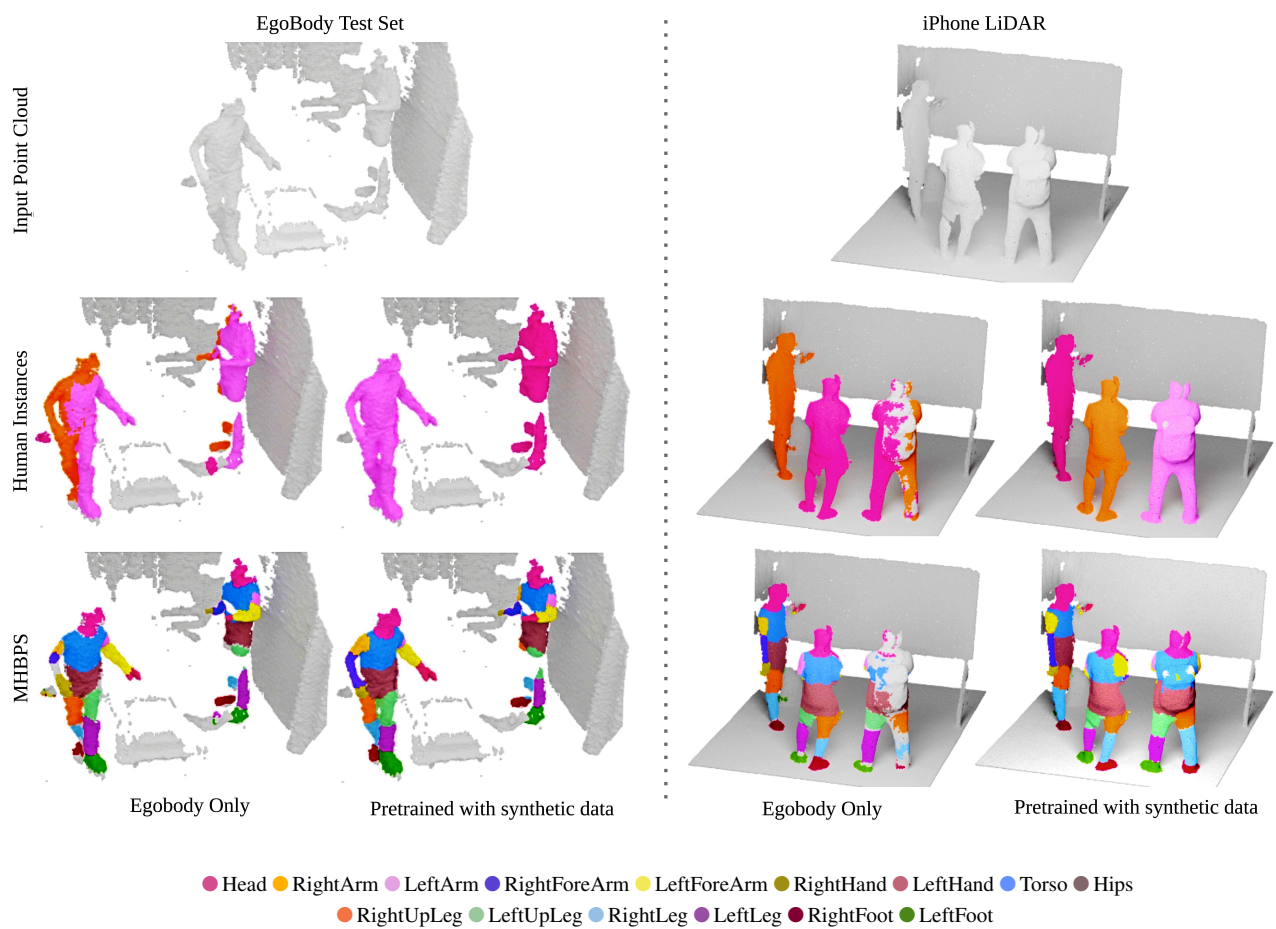 EgoBody Test Set
iPhone LiDAR
Input Point Cloud
Human Instances
MHBPS
Egobody Only
Pretrained with synthetic data
Egobody Only
Pretrained with synthetic data
Head RightArm LeftArm RightForeArm LeftForeArm RightHand LeftHand Torso Hips
RightUpLeg LeftUpLeg RightLeg LeftLeg RightFoot LeftFoot